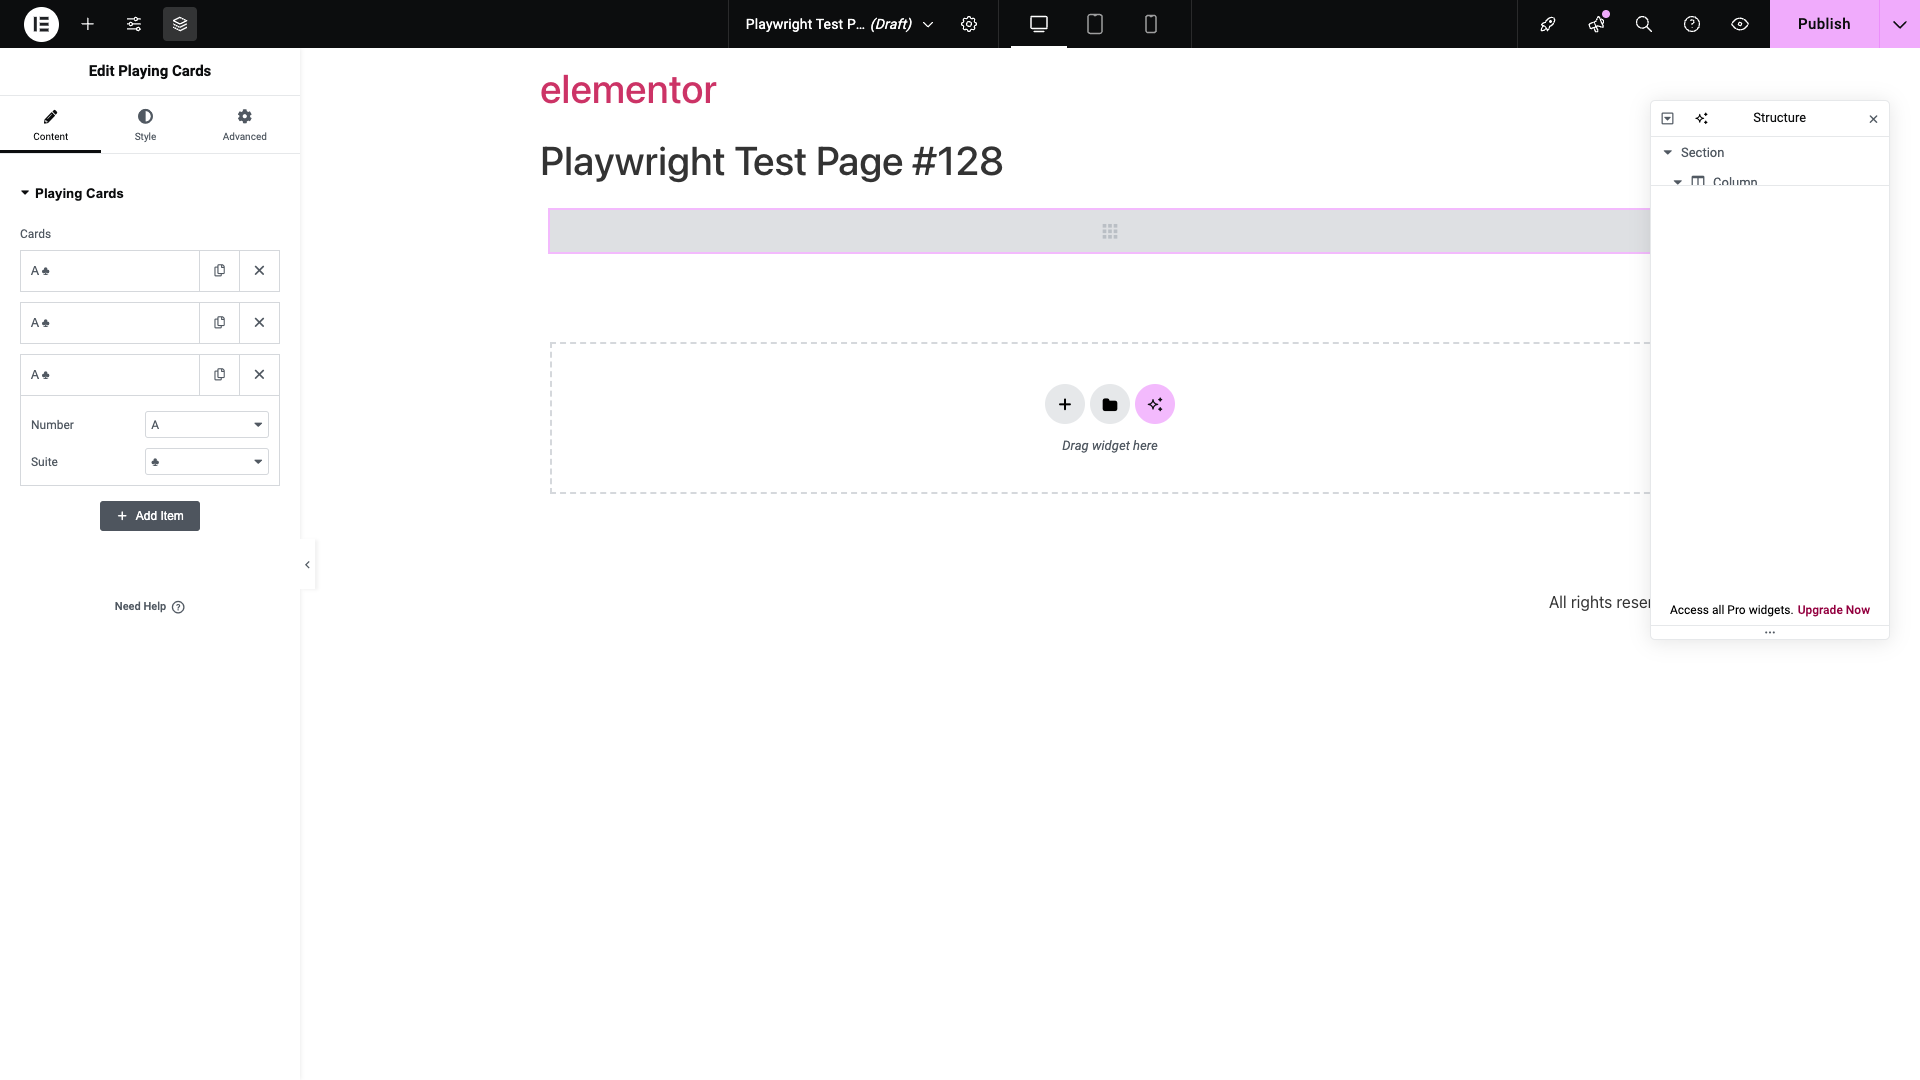 Playwright Test P... (Draft)
Publish
Edit Playing Cards
Content
Style
Advanced
Playing Cards
Cards
A ♣
A ♣
A ♣
Number
A
Suite
♣
Add Item
Need Help
elementor
Playwright Test Page #128
Drag widget here
All rights reser
Structure
Section
Column
Access all Pro widgets. Upgrade Now